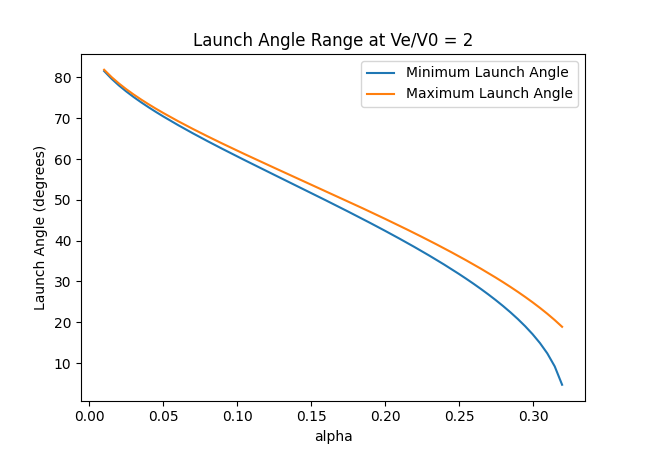 Launch Angle Range at Ve/V0 = 2
Minimum Launch Angle
Maximum Launch Angle
80
70
60
50
40
30
20
10
Launch Angle (degrees)
0.00 0.05 0.10 0.15 0.20 0.25 0.30
alpha